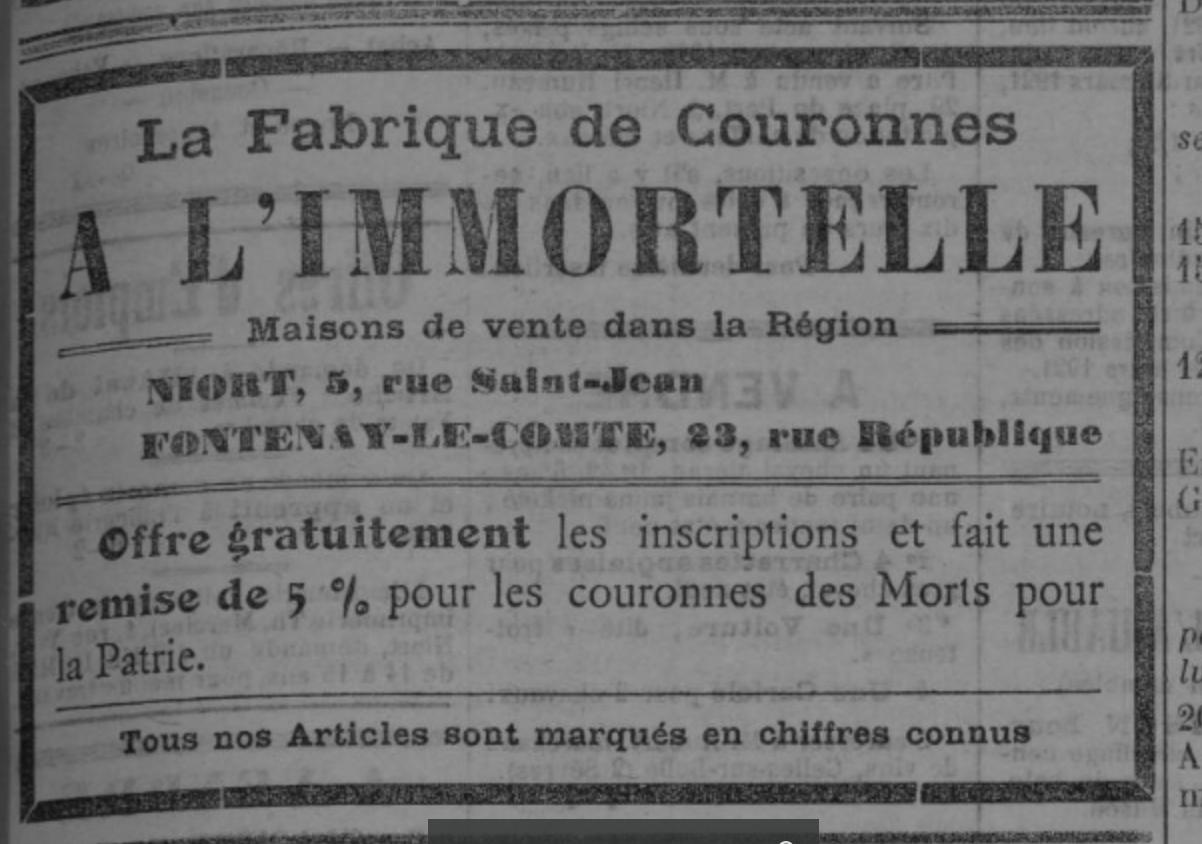 La Fabrique de Couronnes
A L'IMMORTELLE
Maisons de vente dans la Région
NIORT, 5, rue Saint-Jean
FONTENAY-LE-COMTE, 23, rue République
Offre gratuitement les inscriptions et fait une
remise de 5 % pour les couronnes des Morts pour
la Patrie.
Tous nos Articles sont marqués en chiffres connus